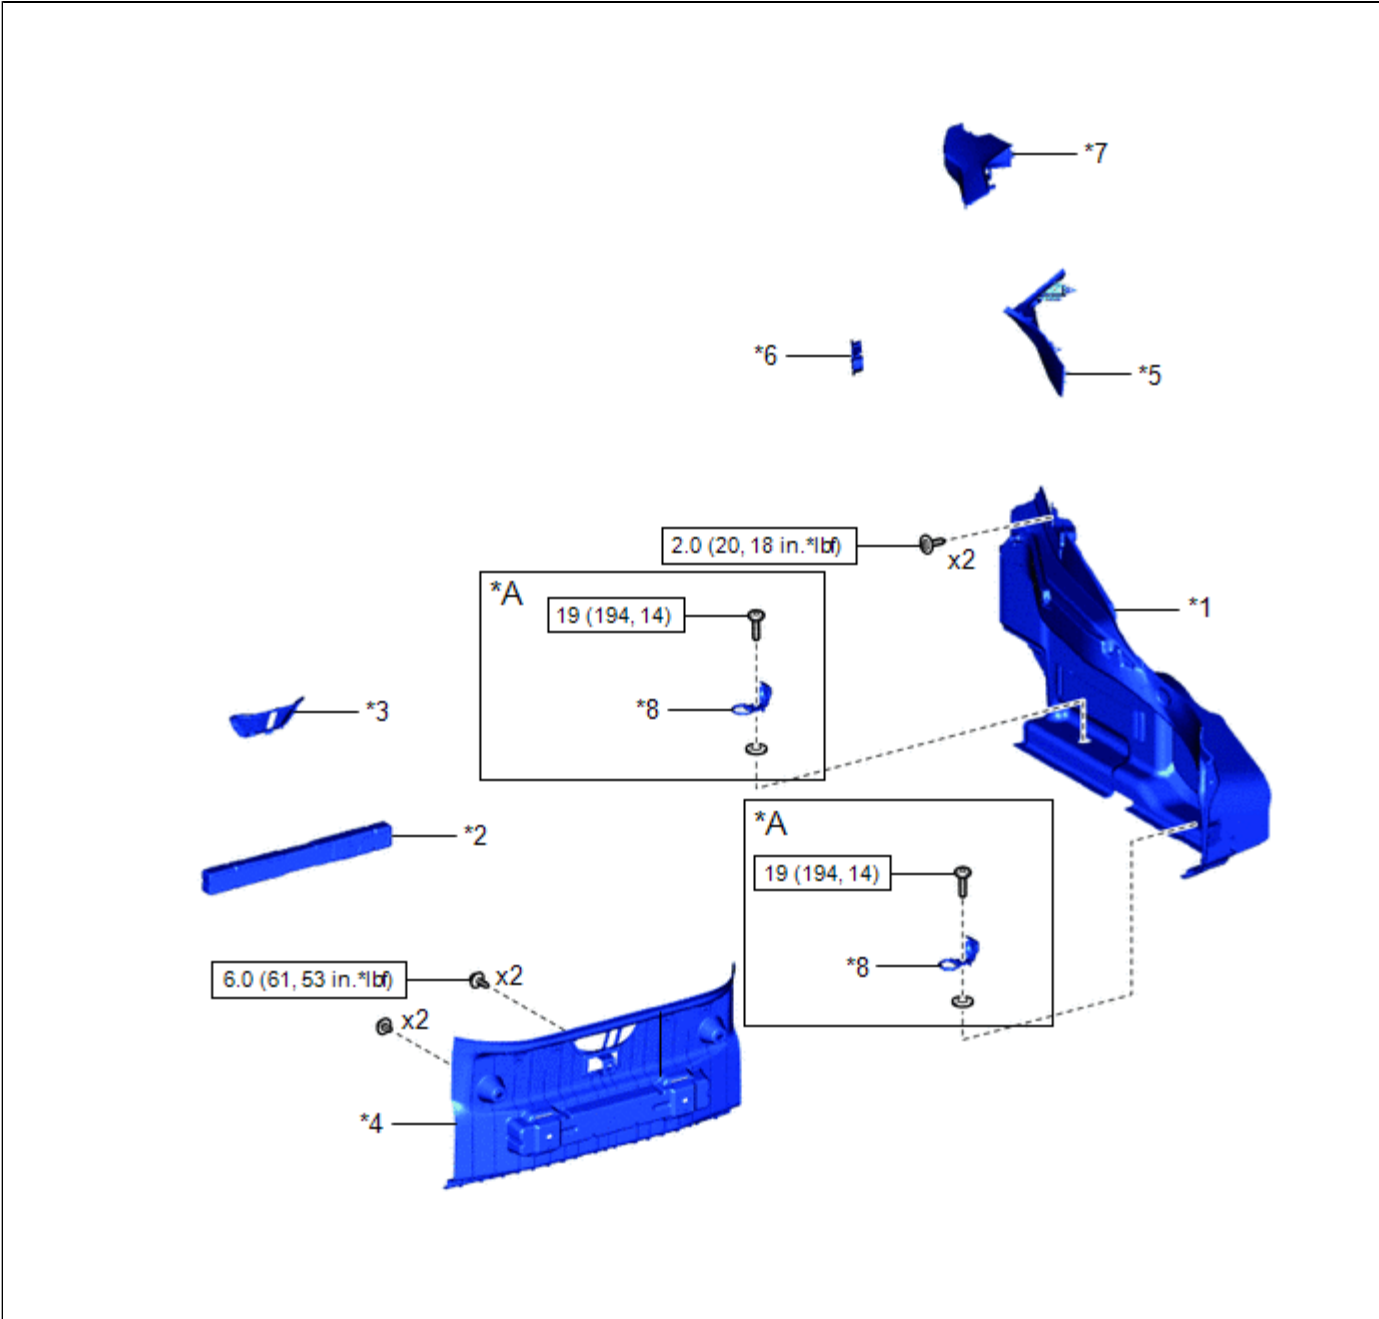 *7
*6
*5
2.0 (20, 18 in.*lbf)
x2
*A
19 (194, 14)
*1
*8
*3
*A
*2
19 (194, 14)
*8
6.0 (61, 53 in.*lbf)
x2
x2
*4